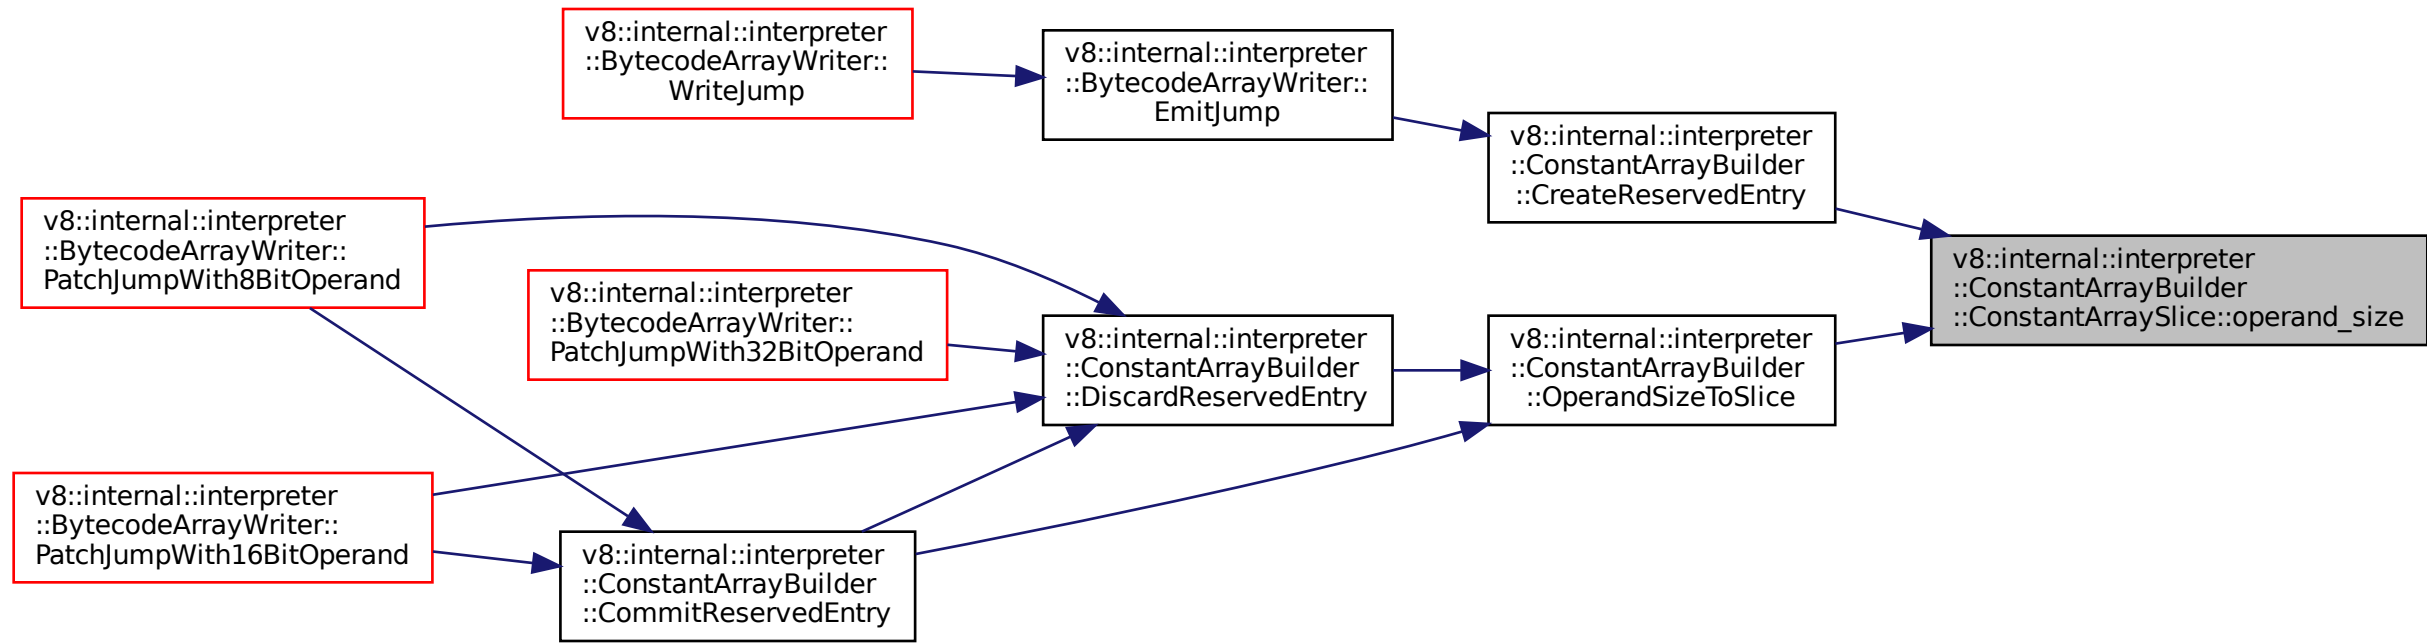 v8::internal::interpreter
::BytecodeArrayWriter::
WriteJump
v8::internal::interpreter
::BytecodeArrayWriter::
EmitJump
v8::internal::interpreter
::ConstantArrayBuilder
::CreateReservedEntry
v8::internal::interpreter
::BytecodeArrayWriter::
PatchJumpWith8BitOperand
v8::internal::interpreter
::ConstantArrayBuilder
::ConstantArraySlice::operand_size
v8::internal::interpreter
::BytecodeArrayWriter::
PatchJumpWith32BitOperand
v8::internal::interpreter
::ConstantArrayBuilder
::DiscardReservedEntry
v8::internal::interpreter
::ConstantArrayBuilder
::OperandSizeToSlice
v8::internal::interpreter
::BytecodeArrayWriter::
PatchJumpWith16BitOperand
v8::internal::interpreter
::ConstantArrayBuilder
::CommitReservedEntry